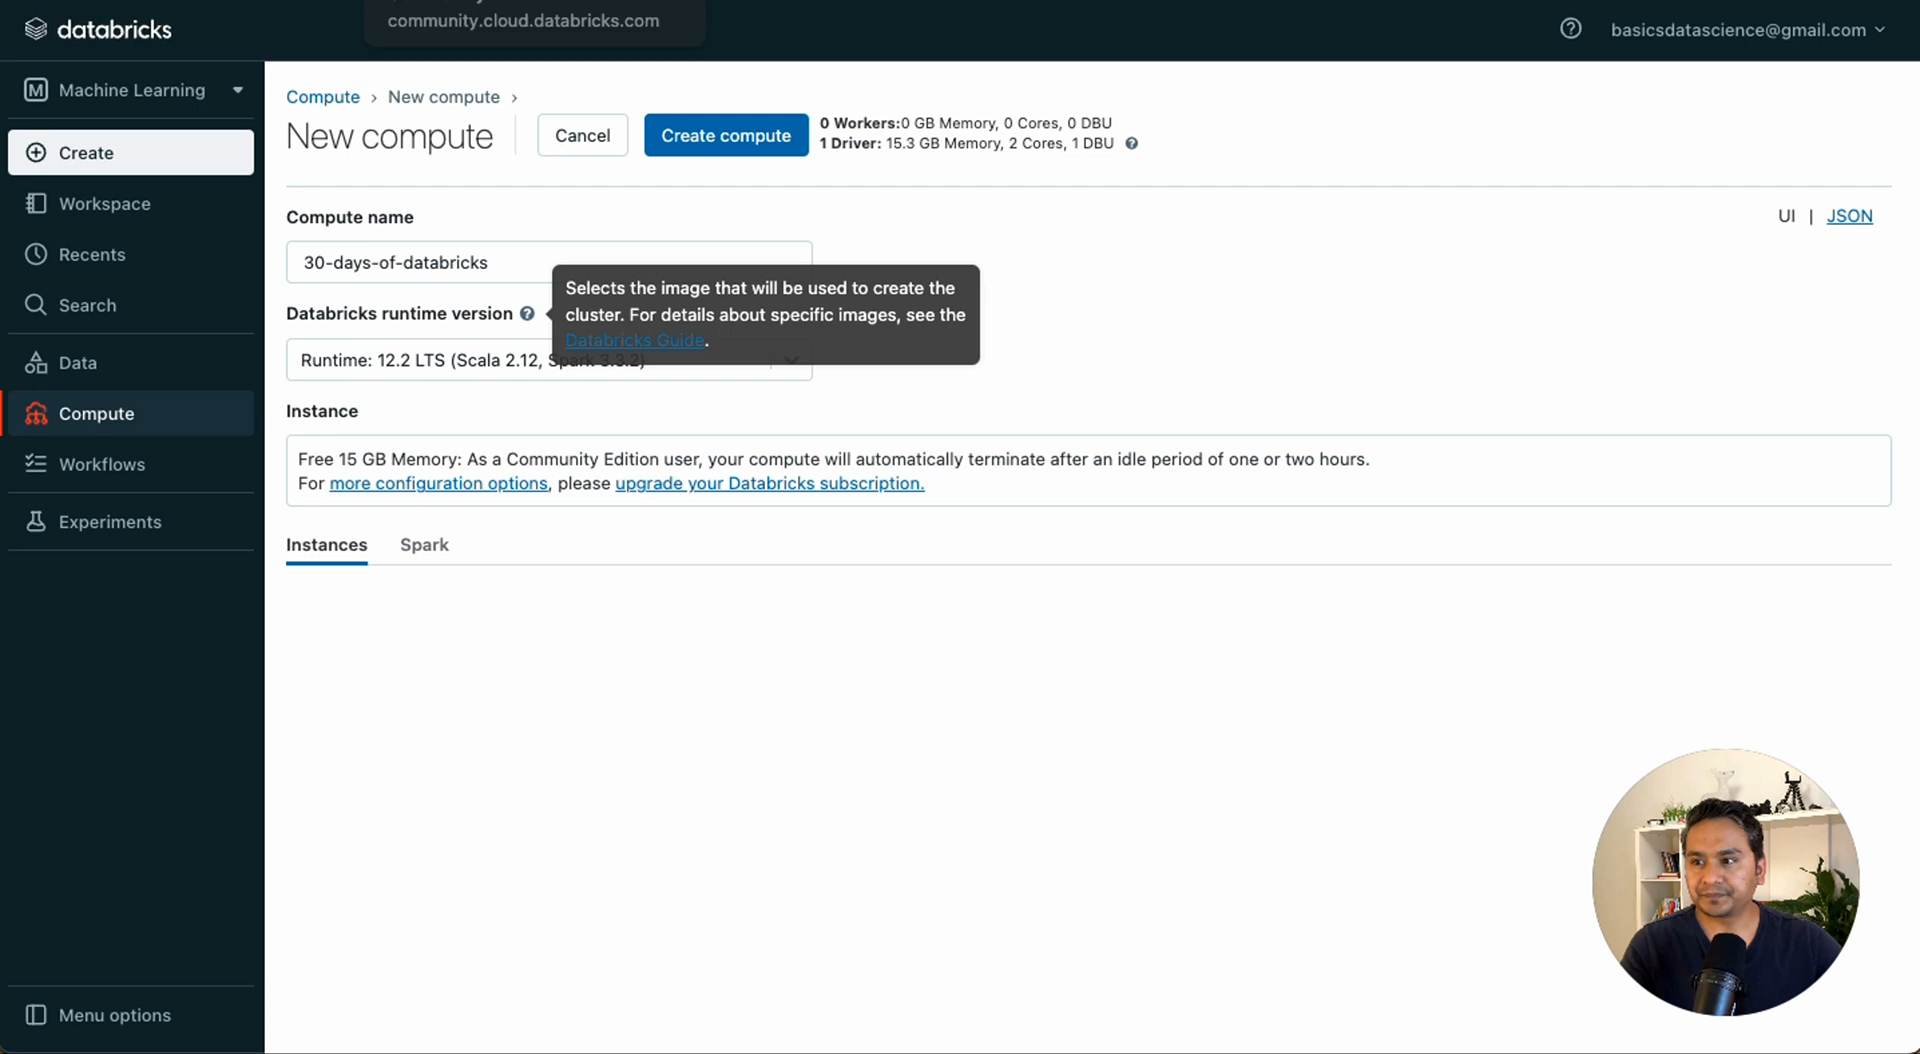 databricks
community.cloud.databricks.com
basicsdatascience@gmail.com
M Machine Learning
Create
Workspace
Recents
Search
Data
Compute
Workflows
Experiments
Menu options
Compute › New compute ›
New compute
Cancel
Create compute
0 Workers:0 GB Memory, 0 Cores, 0 DBU
1 Driver: 15.3 GB Memory, 2 Cores, 1 DBU ?
UI | JSON
Compute name
30-days-of-databricks
Databricks runtime version ?
Selects the image that will be used to create the
cluster. For details about specific images, see the
Databricks Guide.
Runtime: 12.2 LTS (Scala 2.12, Spark 3.3.2)
Instance
Free 15 GB Memory: As a Community Edition user, your compute will automatically terminate after an idle period of one or two hours.
For more configuration options, please upgrade your Databricks subscription.
Instances
Spark